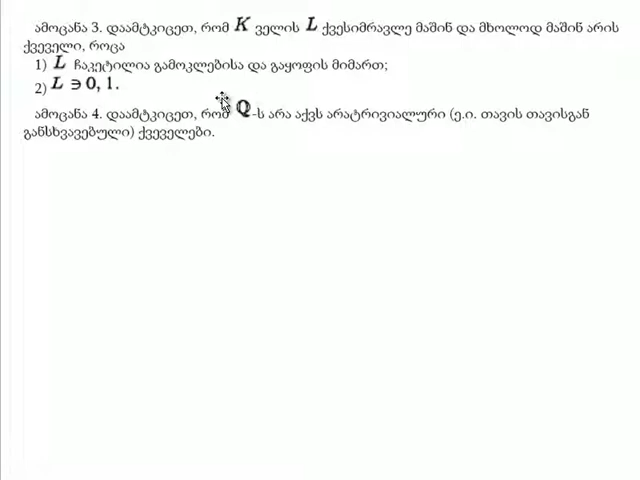 ამოცანა 3. დაამტკიცეთ, რომ K ველის L ქვესიმრავლე მაშინ და მხოლოდ მაშინ არის
ქვეველი, როცა
1) L ჩაკეტილია გამოკლებისა და გაყოფის მიმართ;
2) L ∋ 0, 1.
ამოცანა 4. დაამტკიცეთ, რომ ℚ-ს არა აქვს არატრივიალური (ე.ი. თავის თავისგან
განსხვავებული) ქვეველები.